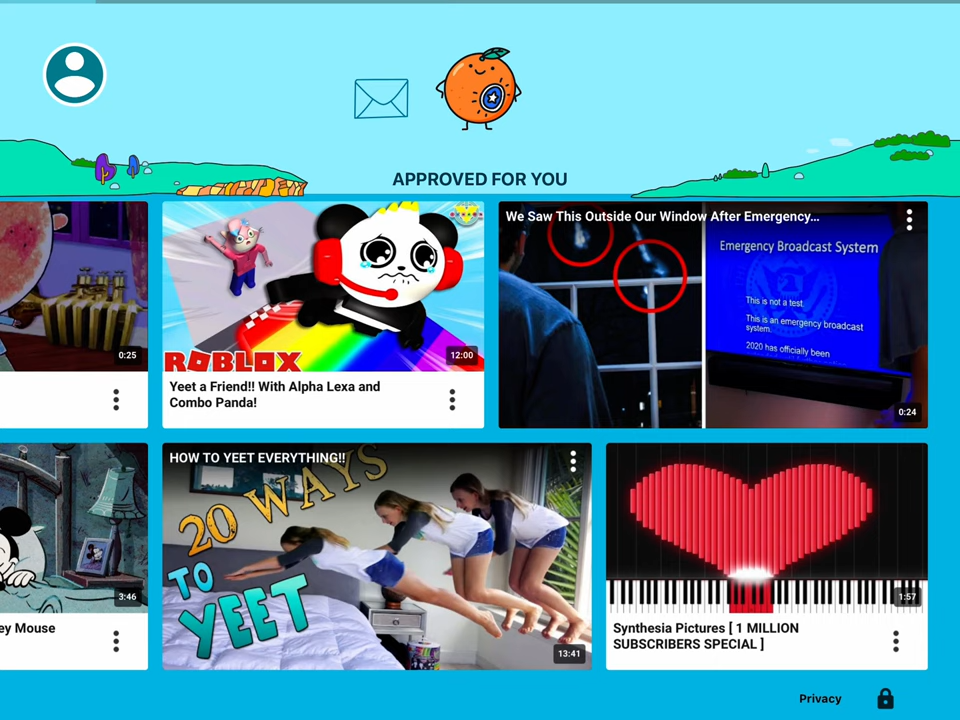 APPROVED FOR YOU
0:25
ROBLOX
12:00
Yeet a Friend!! With Alpha Lexa and
Combo Panda!
We Saw This Outside Our Window After Emergency...
Emergency Broadcast System
This is not a test.
This is an emergency broadcast
system.
2020 has officially been
0:24
3:46
ey Mouse
HOW TO YEET EVERYTHING!!
20 WAYS
TO
YEET
13:41
1:57
Synthesia Pictures [ 1 MILLION
SUBSCRIBERS SPECIAL ]
Privacy